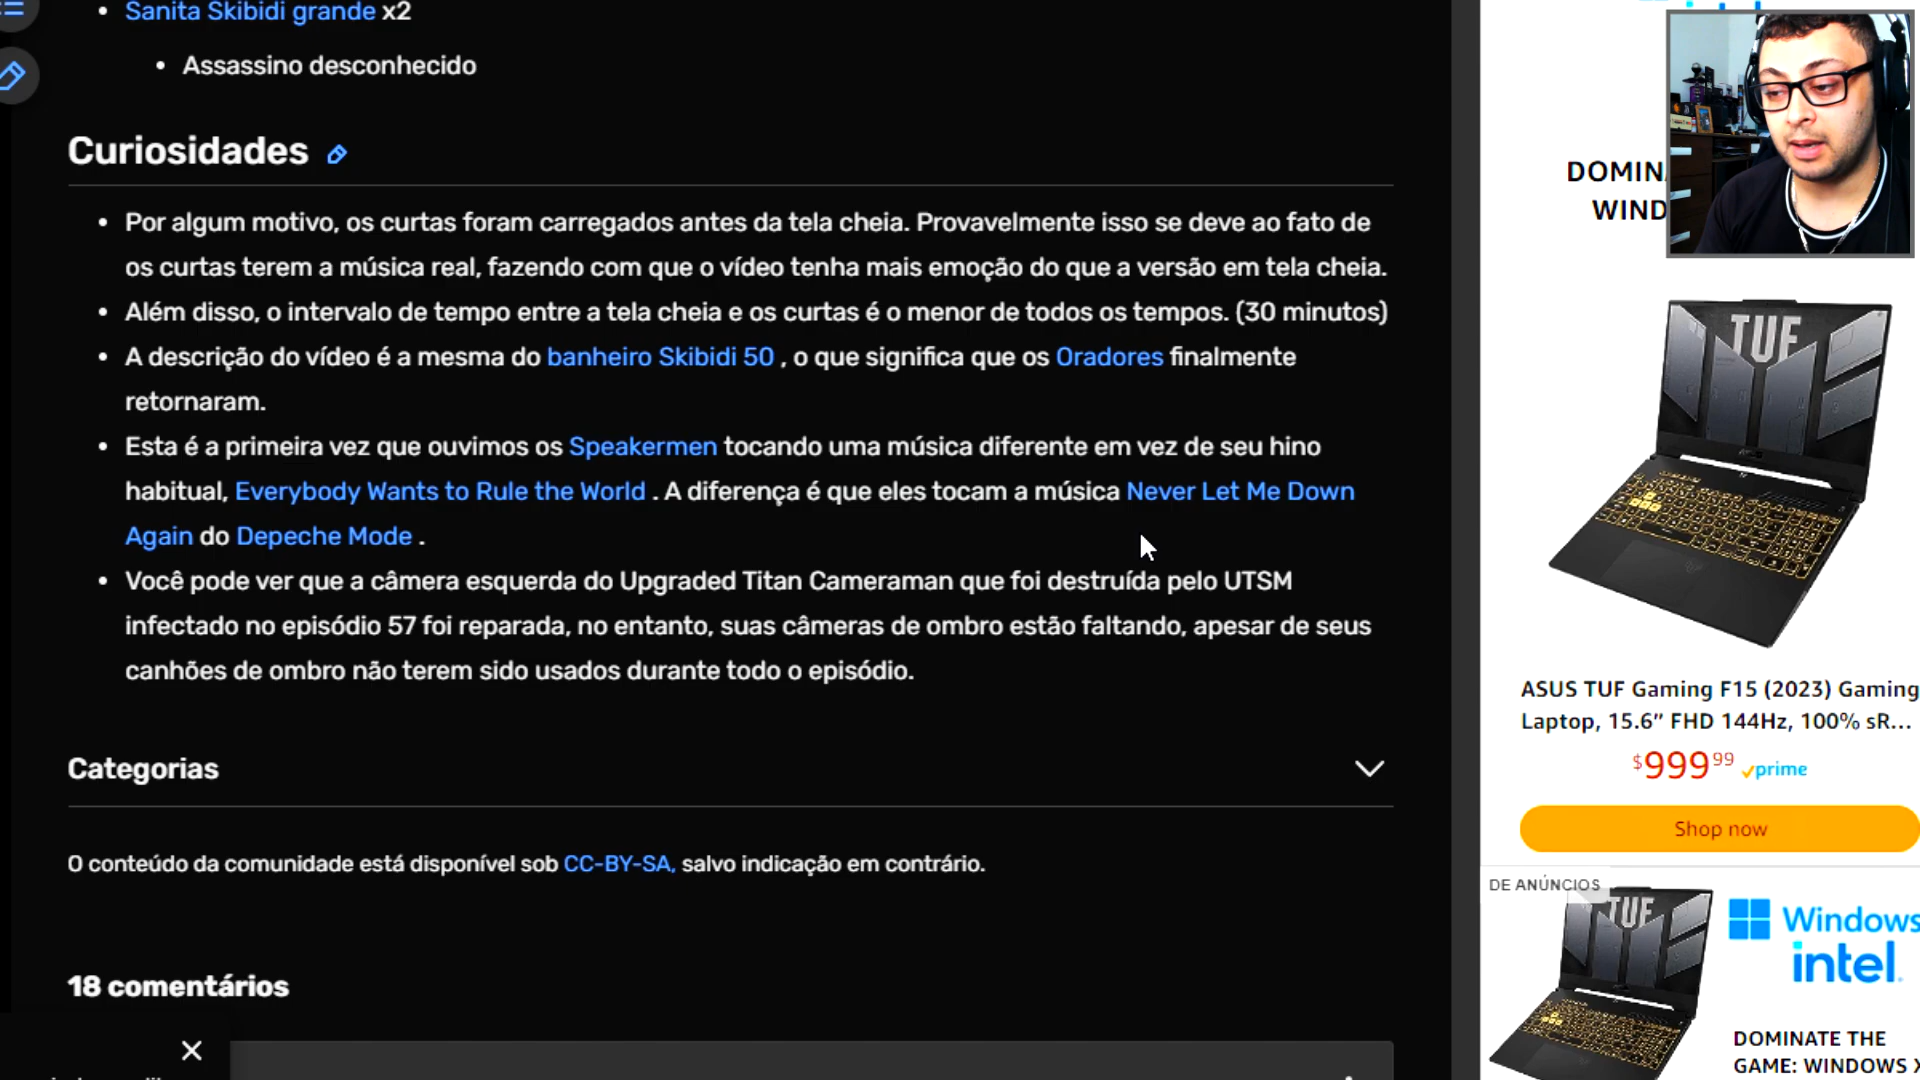 Sanita Skibidi grande x2
Assassino desconhecido
Curiosidades
Por algum motivo, os curtas foram carregados antes da tela cheia. Provavelmente isso se deve ao fato de
os curtas terem a música real, fazendo com que o vídeo tenha mais emoção do que a versão em tela cheia.
Além disso, o intervalo de tempo entre a tela cheia e os curtas é o menor de todos os tempos. (30 minutos)
A descrição do vídeo é a mesma do banheiro Skibidi 50 , o que significa que os Oradores finalmente
retornaram.
Esta é a primeira vez que ouvimos os Speakermen tocando uma música diferente em vez de seu hino
habitual, Everybody Wants to Rule the World . A diferença é que eles tocam a música Never Let Me Down
Again do Depeche Mode .
Você pode ver que a câmera esquerda do Upgraded Titan Cameraman que foi destruída pelo UTSM
infectado no episódio 57 foi reparada, no entanto, suas câmeras de ombro estão faltando, apesar de seus
canhões de ombro não terem sido usados durante todo o episódio.
Categorias
O conteúdo da comunidade está disponível sob CC-BY-SA, salvo indicação em contrário.
18 comentários
DOMIN
WIND
TUF
ASUS TUF Gaming F15 (2023) Gaming
Laptop, 15.6” FHD 144Hz, 100% sR...
$999 99 prime
Shop now
DE ANÚNCIOS
TUF
Windows
intel.
DOMINATE THE
GAME: WINDOWS